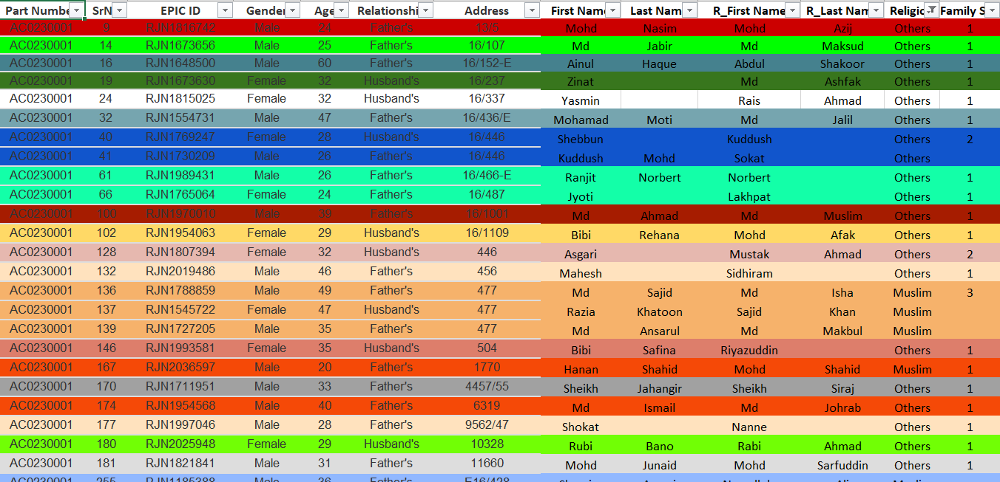 Part Numbe SrN EPIC ID Gende Age Relationshi Address First Nam Last Nam R_First Name R_Last Nam Religio Family S
AC0230001 9 RJN1816742 Male 24 Father's 13/5 Mohd Nasim Mohd Azij Others 1
AC0230001 14 RJN1673656 Male 25 Father's 16/107 Md Jabir Md Maksud Others 1
AC0230001 16 RJN1648500 Male 60 Father's 16/152-E Ainul Haque Abdul Shakoor Others 1
AC0230001 19 RJN1673630 Female 32 Husband's 16/237 Zinat Md Ashfak Others 1
AC0230001 24 RJN1815025 Female 32 Husband's 16/337 Yasmin Rais Ahmad Others 1
AC0230001 32 RJN1554731 Male 47 Father's 16/436/E Mohamad Moti Md Jalil Others 1
AC0230001 40 RJN1769247 Female 28 Husband's 16/446 Shebbun Kuddush Others 2
AC0230001 41 RJN1730209 Male 26 Father's 16/446 Kuddush Mohd Sokat Others
AC0230001 61 RJN1989431 Male 26 Father's 16/466-E Ranjit Norbert Norbert Others 1
AC0230001 66 RJN1765064 Female 24 Father's 16/487 Jyoti Lakhpat Others 1
AC0230001 100 RJN1970010 Male 39 Father's 16/1001 Md Ahmad Md Muslim Others 1
AC0230001 102 RJN1954063 Female 29 Husband's 16/1109 Bibi Rehana Mohd Afak Others 1
AC0230001 128 RJN1807394 Female 32 Husband's 446 Asgari Mustak Ahmad Others 2
AC0230001 132 RJN2019486 Male 46 Father's 456 Mahesh Sidhiram Others 1
AC0230001 136 RJN1788859 Male 49 Father's 477 Md Sajid Md Isha Muslim 3
AC0230001 137 RJN1545722 Female 47 Husband's 477 Razia Khatoon Sajid Khan Muslim
AC0230001 139 RJN1727205 Male 35 Father's 477 Md Ansarul Md Makbul Muslim
AC0230001 146 RJN1993581 Female 35 Husband's 504 Bibi Safina Riyazuddin Others 1
AC0230001 167 RJN2036597 Male 20 Father's 1770 Hanan Shahid Mohd Shahid Muslim 1
AC0230001 170 RJN1711951 Male 33 Father's 4457/55 Sheikh Jahangir Sheikh Siraj Others 1
AC0230001 174 RJN1954568 Male 40 Father's 6319 Md Ismail Md Johrab Others 1
AC0230001 177 RJN1997046 Male 28 Father's 9562/47 Shokat Nanne Others 1
AC0230001 180 RJN2025948 Female 29 Husband's 10328 Rubi Bano Rabi Ahmad Others 1
AC0230001 181 RJN1821841 Male 31 Father's 11660 Mohd Junaid Mohd Sarfuddin Others 1
AC0230001 255 Male 36 Father's